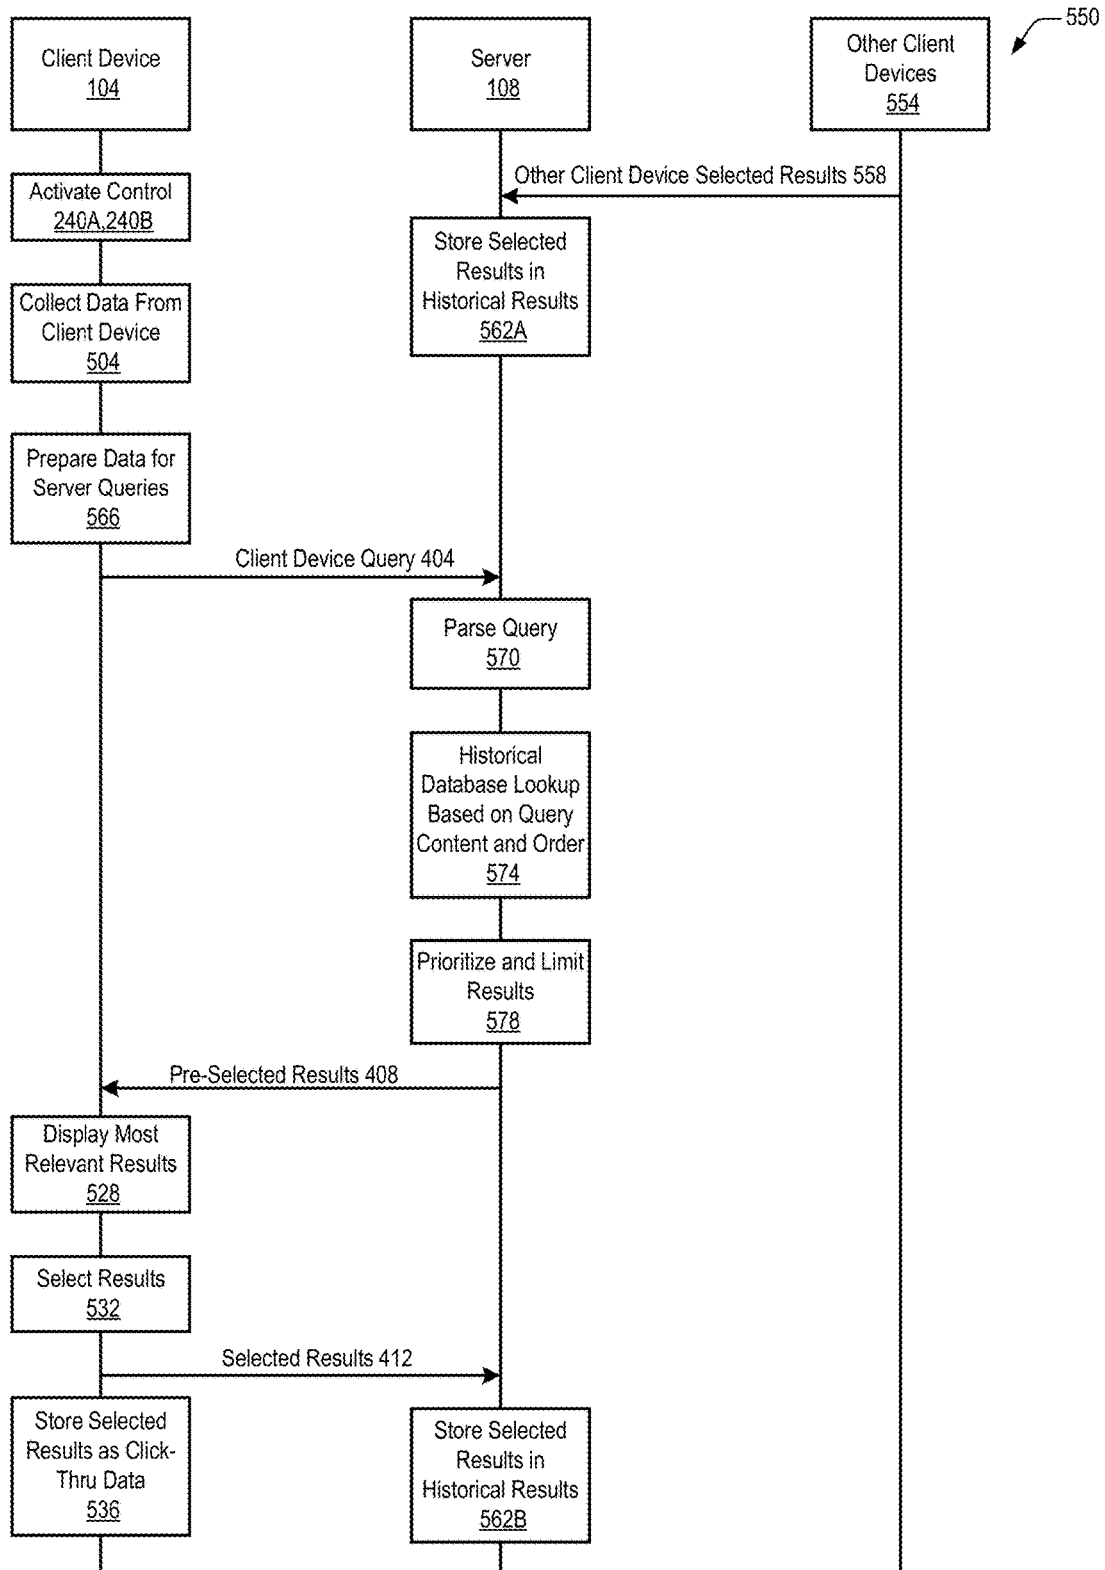 Client Device
104
Server
108
Other Client
Devices
554
550
Activate Control
240A,240B
Other Client Device Selected Results 558
Store Selected
Results in
Historical Results
562A
Collect Data From
Client Device
504
Prepare Data for
Server Queries
566
Client Device Query 404
Parse Query
570
Historical
Database Lookup
Based on Query
Content and Order
574
Prioritize and Limit
Results
578
Pre-Selected Results 408
Display Most
Relevant Results
528
Select Results
532
Selected Results 412
Store Selected
Results as Click-
Thru Data
536
Store Selected
Results in
Historical Results
562B